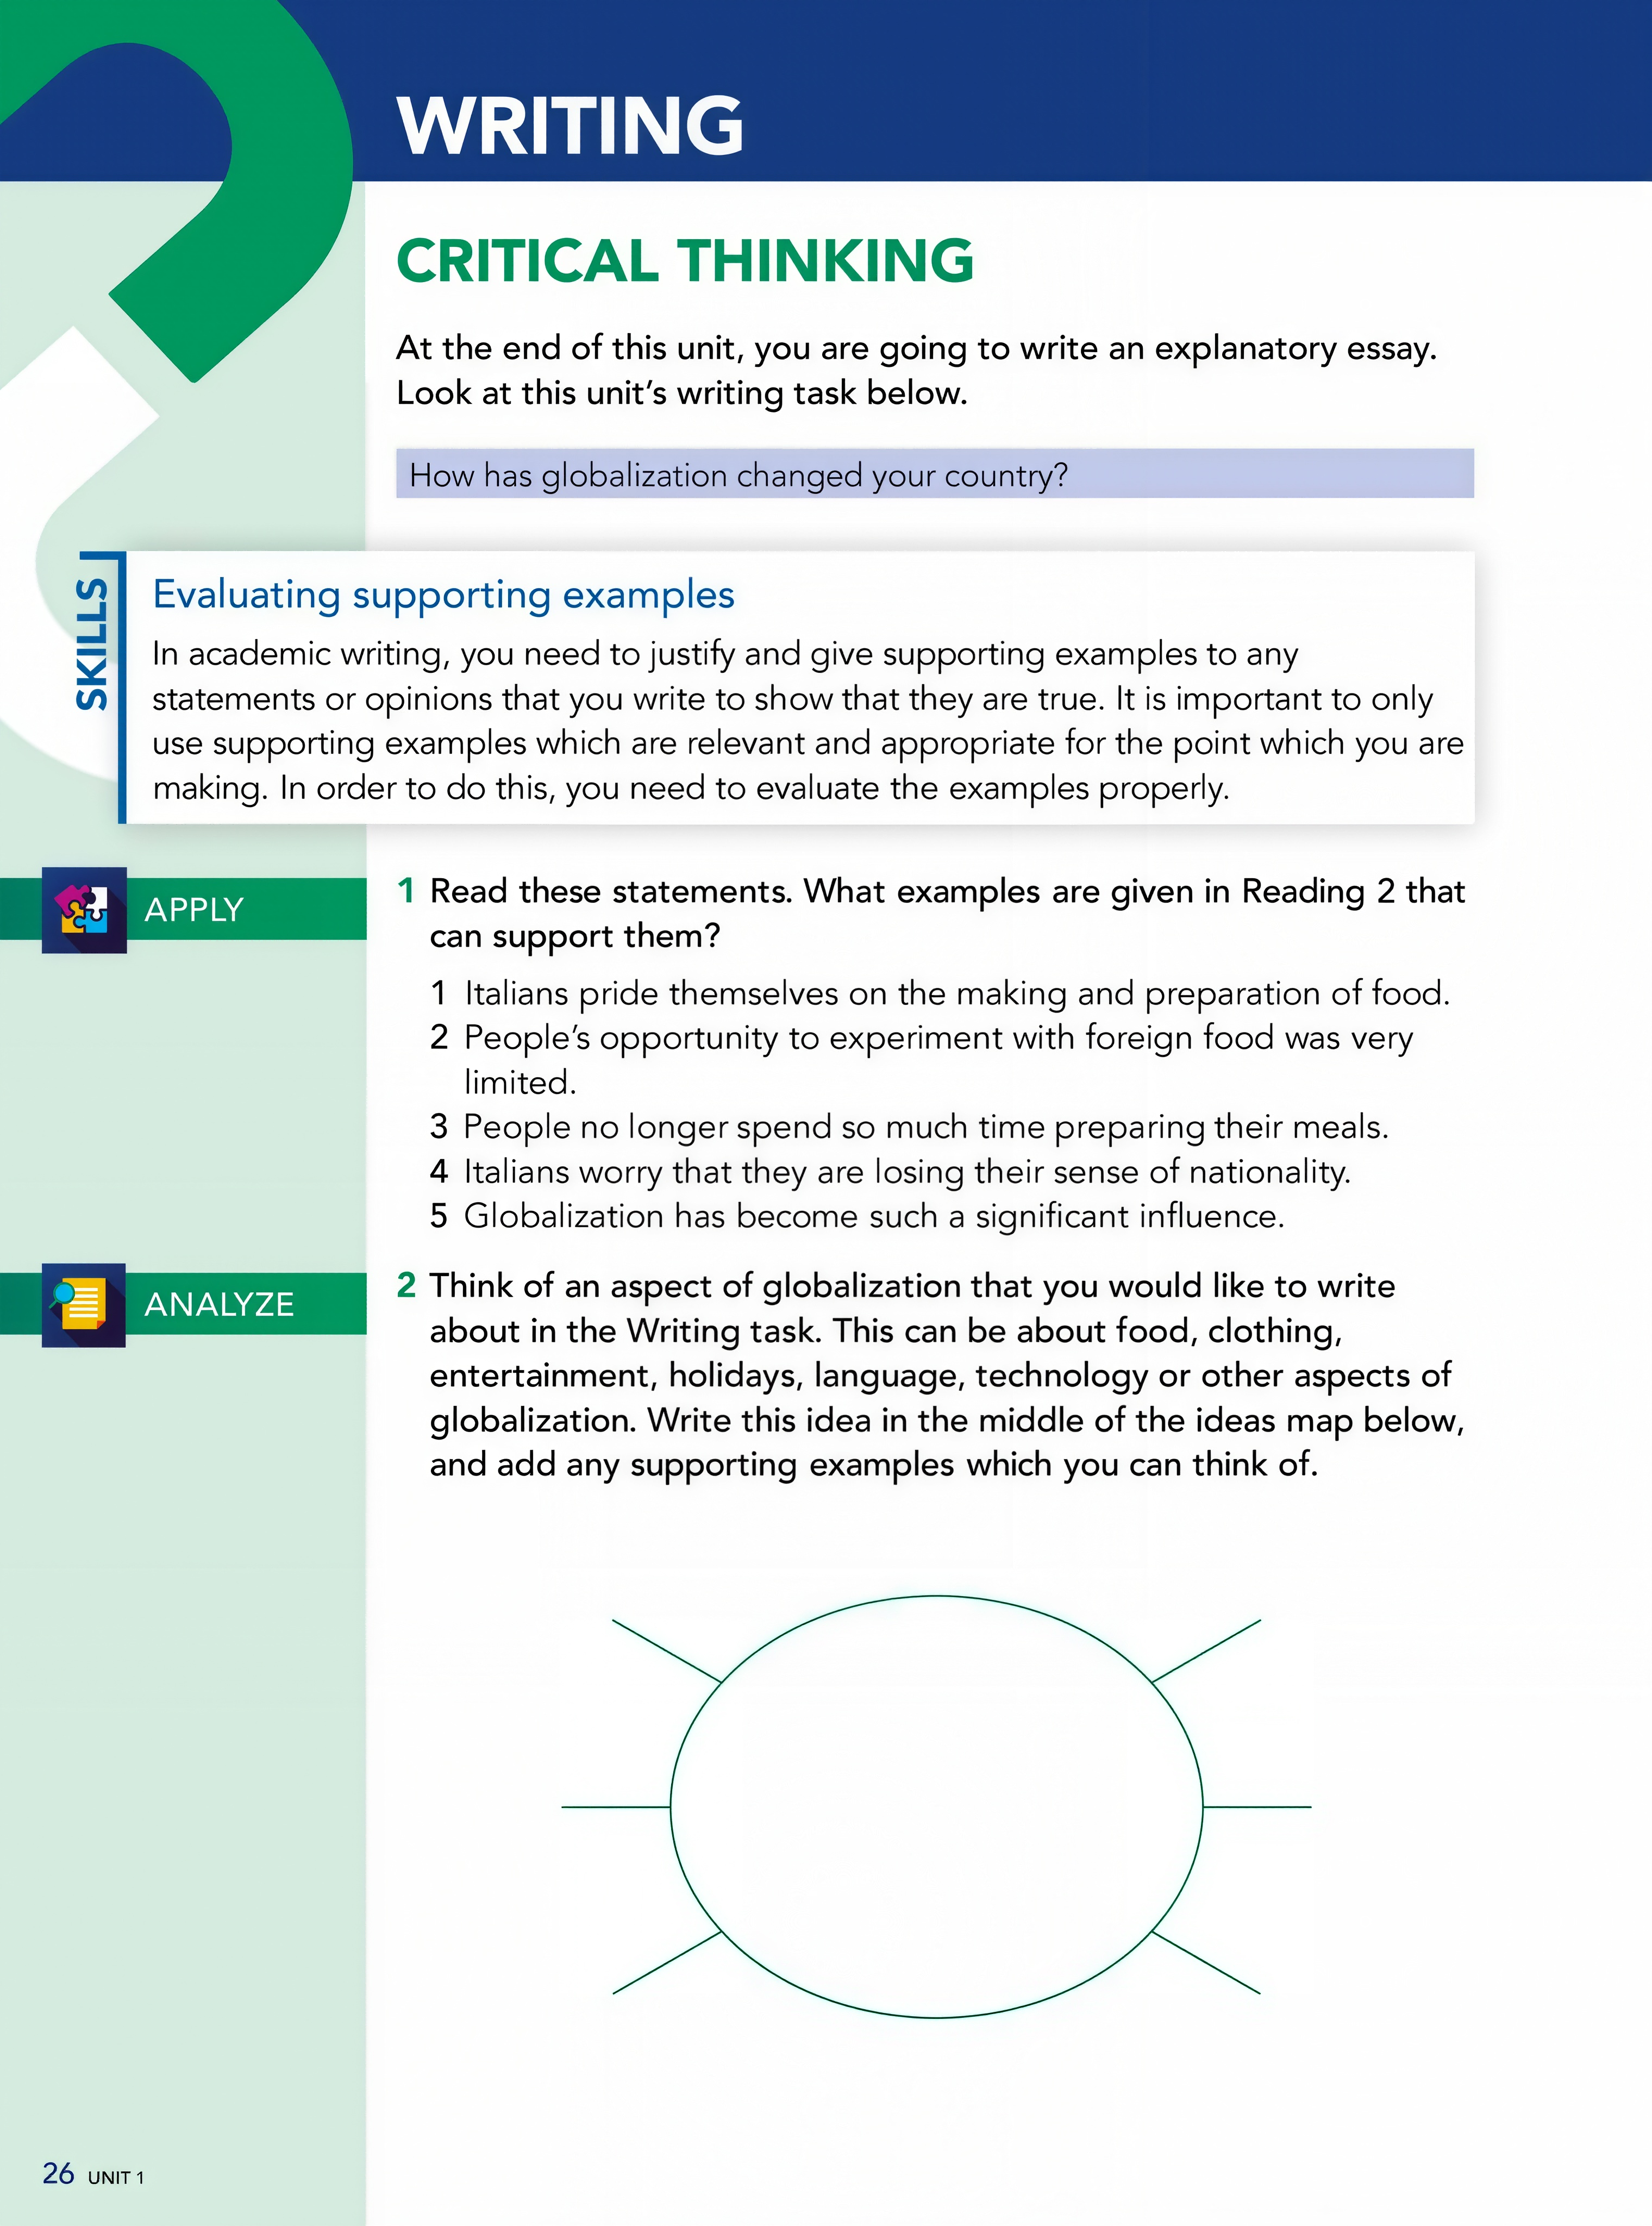 WRITING
CRITICAL THINKING
At the end of this unit, you are going to write an explanatory essay.
Look at this unit's writing task below.
How has globalization changed your country?
SKILLS
Evaluating supporting examples
In academic writing, you need to justify and give supporting examples to any
statements or opinions that you write to show that they are true. It is important to only
use supporting examples which are relevant and appropriate for the point which you are
making. In order to do this, you need to evaluate the examples properly.
APPLY
1 Read these statements. What examples are given in Reading 2 that
can support them?
1 Italians pride themselves on the making and preparation of food.
2 People's opportunity to experiment with foreign food was very
limited.
3 People no longer spend so much time preparing their meals.
4 Italians worry that they are losing their sense of nationality.
5 Globalization has become such a significant influence.
ANALYZE
2 Think of an aspect of globalization that you would like to write
about in the Writing task. This can be about food, clothing,
entertainment, holidays, language, technology or other aspects of
globalization. Write this idea in the middle of the ideas map below,
and add any supporting examples which you can think of.
26 UNIT 1